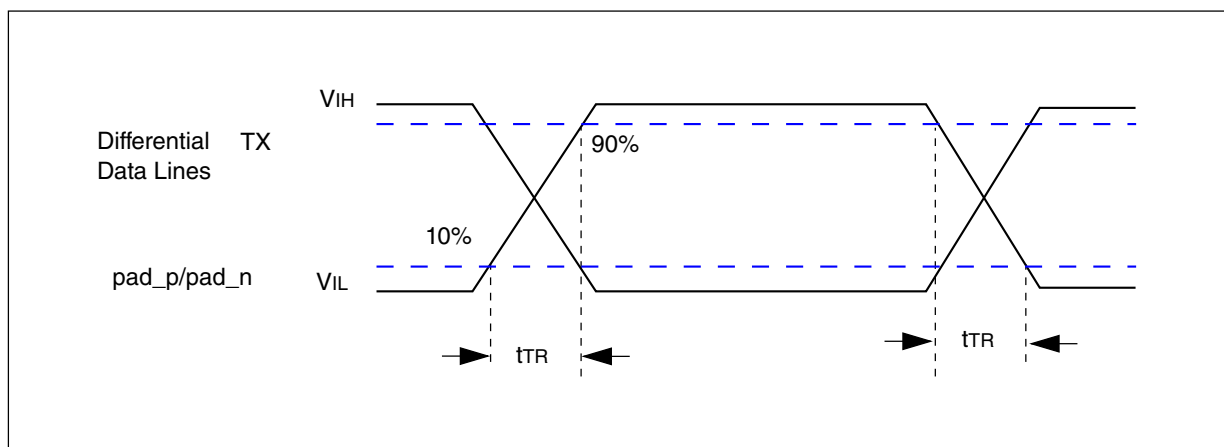 VIH
Differential TX
Data Lines
90%
10%
pad_p/pad_n
VIL
tTR
tTR